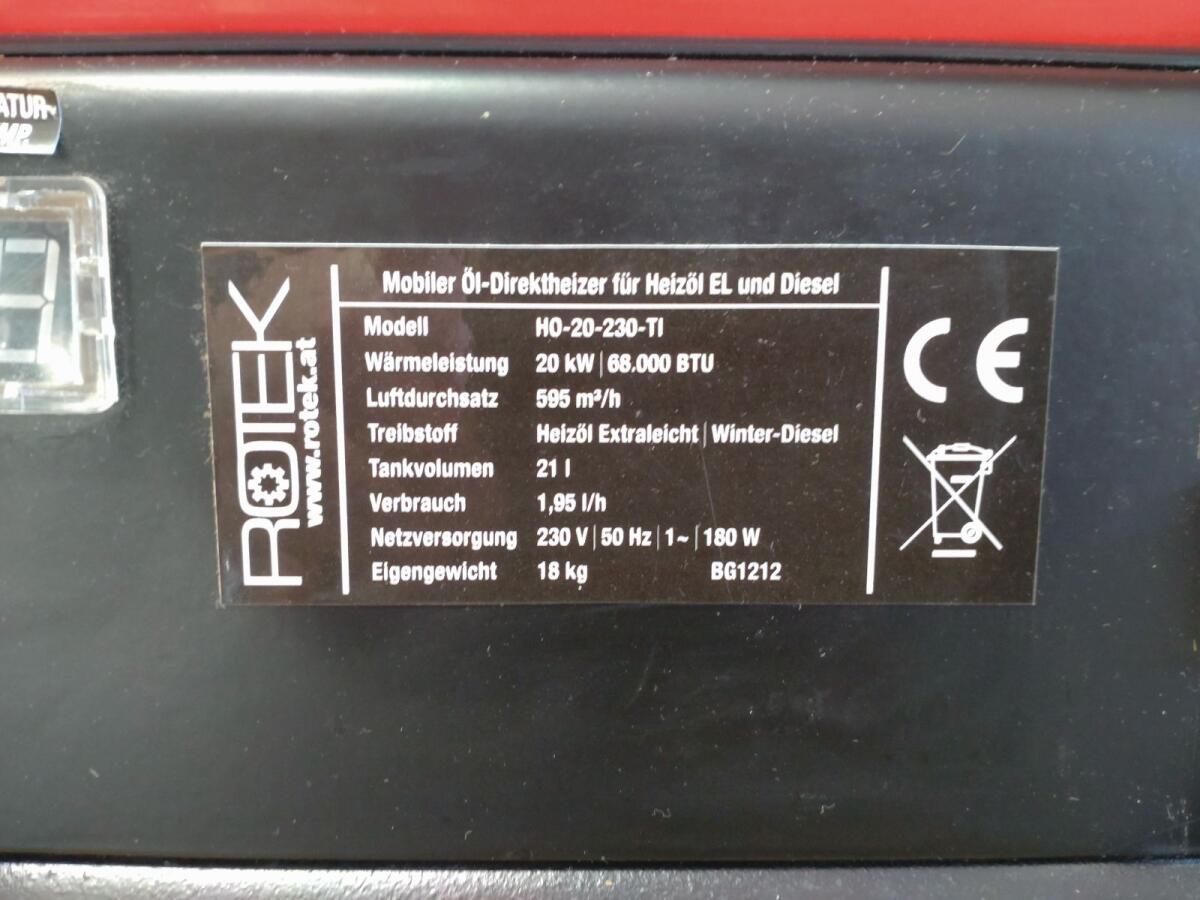 ATUR-
MP.
ROTEK
www.rotek.at
Mobiler Öl-Direktheizer für Heizöl EL und Diesel
Modell HO-20-230-TI
Wärmeleistung 20 kW | 68.000 BTU
Luftdurchsatz 595 m³/h
Treibstoff Heizöl Extraleicht | Winter-Diesel
Tankvolumen 21 l
Verbrauch 1,95 l/h
Netzversorgung 230 V | 50 Hz | 1~ | 180 W
Eigengewicht 18 kg BG1212
CE